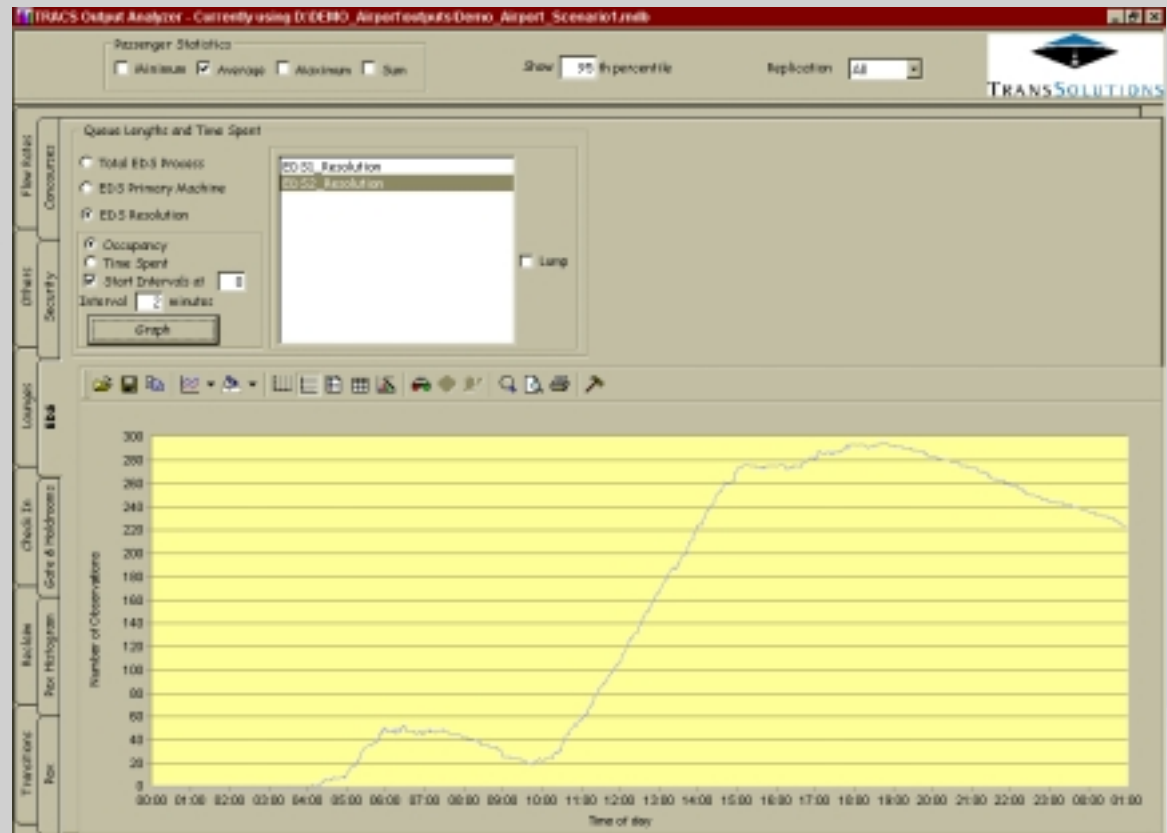 TRACS Output Analyzer - Currently using D:\DEMO_Airport\outputs\Demo_Airport_Scenario1.mdb
Passenger Statistics
Minimum Average Maximum Sum
Show 95 th percentile
Replication All
TRANSSOLUTIONS
Flow Rates
Concourses
Others
Security
Lounges
EDS
Check In
Gate & Holdrooms
Pax Histogram
Transitions
Pax
Queue Lengths and Time Spent
Total EDS Process
EDS Primary Machine
EDS Resolution
Occupancy
Time Spent
Start Intervals at 0
Interval 2 minutes
Graph
EDS1_Resolution
EDS2_Resolution
Lump
Number of Observations
300
280
260
240
220
200
180
160
140
120
100
80
60
40
20
0
00:00 01:00 02:00 03:00 04:00 05:00 06:00 07:00 08:00 09:00 10:00 11:00 12:00 13:00 14:00 15:00 16:00 17:00 18:00 19:00 20:00 21:00 22:00 23:00 00:00 01:00
Time of day